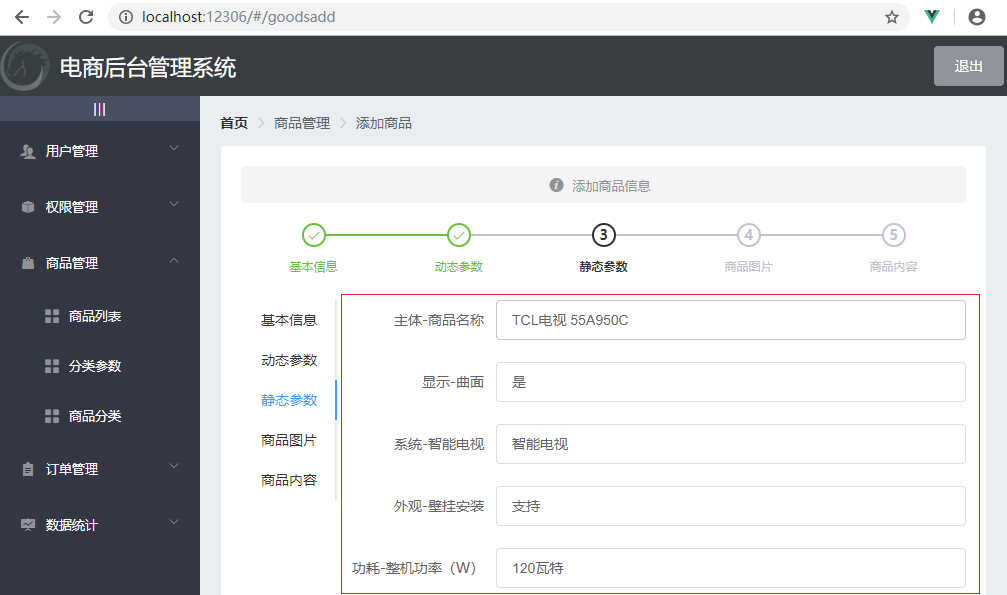 localhost:12306/#/goodsadd
电商后台管理系统
退出
|||
用户管理
权限管理
商品管理
商品列表
分类参数
商品分类
订单管理
数据统计
首页 > 商品管理 > 添加商品
添加商品信息
3 4 5
基本信息 动态参数 静态参数 商品图片 商品内容
基本信息
动态参数
静态参数
商品图片
商品内容
主体-商品名称 TCL电视 55A950C
显示-曲面 是
系统-智能电视 智能电视
外观-壁挂安装 支持
功耗-整机功率（W） 120瓦特